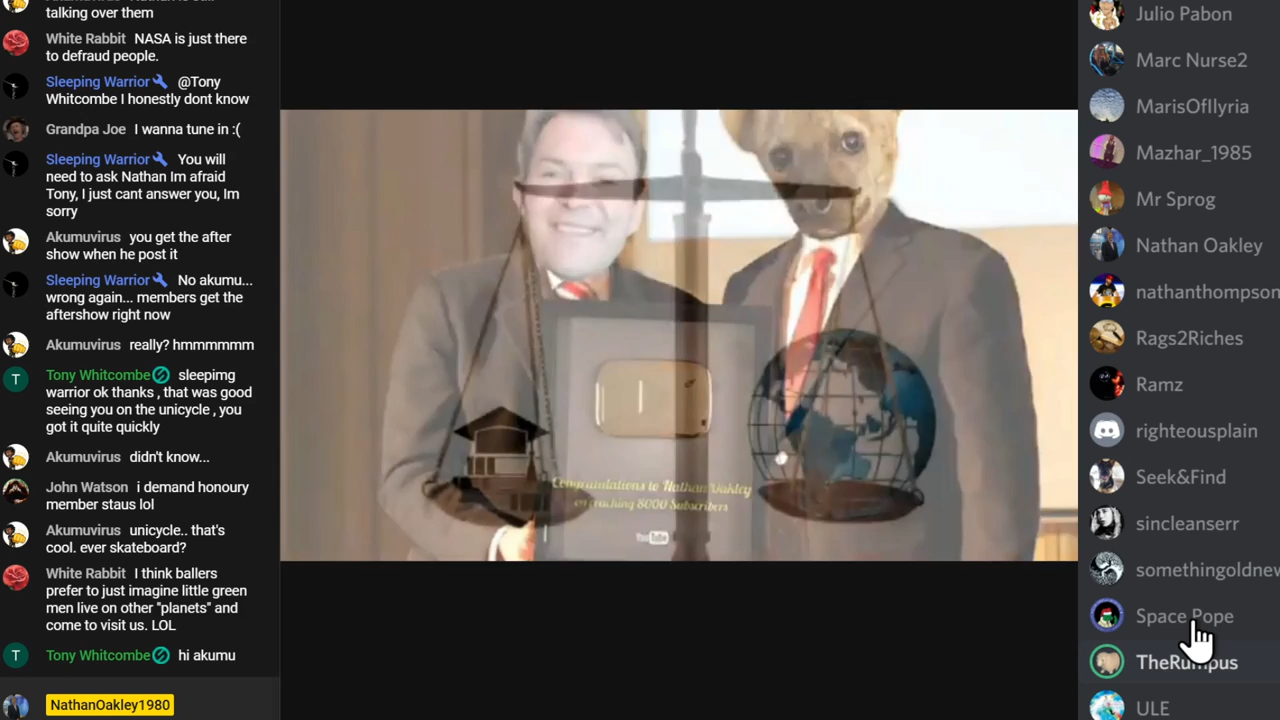 talking over them
White Rabbit NASA is just there
to defraud people.
Sleeping Warrior @Tony
Whitcombe I honestly dont know
Grandpa Joe I wanna tune in :(
Sleeping Warrior You will
need to ask Nathan Im afraid
Tony, I just cant answer you, Im
sorry
Akumuvirus you get the after
show when he post it
Sleeping Warrior No akumu...
wrong again... members get the
aftershow right now
Akumuvirus really? hmmmmmm
T
Tony Whitcombe sleepimg
warrior ok thanks , that was good
seeing you on the unicycle , you
got it quite quickly
Akumuvirus didn't know...
John Watson i demand honoury
member staus lol
Akumuvirus unicycle.. that's
cool. ever skateboard?
White Rabbit I think ballers
prefer to just imagine little green
men live on other "planets" and
come to visit us. LOL
T
Tony Whitcombe hi akumu
NathanOakley1980
Congratulations to Nathan Oakley
on cracking 8000 Subscribers
YouTube
Julio Pabon
Marc Nurse2
MarisOfIlyria
Mazhar_1985
Mr Sprog
Nathan Oakley
nathanthompson
Rags2Riches
Ramz
righteousplain
Seek&Find
sincleanserr
somethingoldnew
Space Pope
TheRumpus
ULE